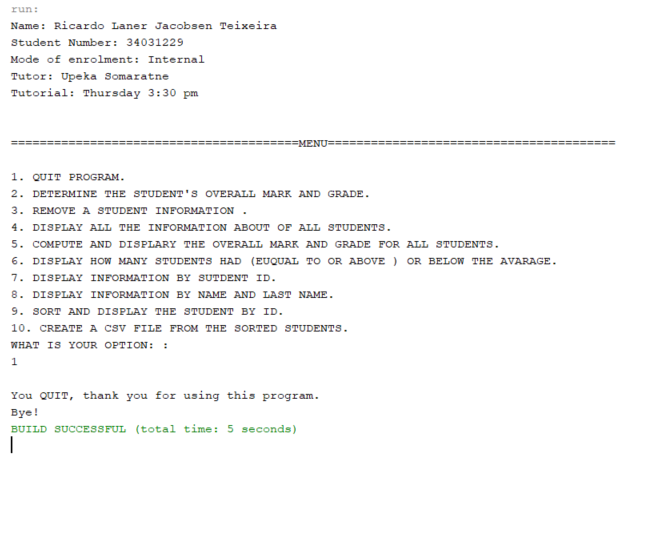 run:
Name: Ricardo Laner Jacobsen Teixeira
Student Number: 34031229
Mode of enrolment: Internal
Tutor: Upeka Somaratne
Tutorial: Thursday 3:30 pm
========================================MENU========================================
1. QUIT PROGRAM.
2. DETERMINE THE STUDENT'S OVERALL MARK AND GRADE.
3. REMOVE A STUDENT INFORMATION .
4. DISPLAY ALL THE INFORMATION ABOUT OF ALL STUDENTS.
5. COMPUTE AND DISPLARY THE OVERALL MARK AND GRADE FOR ALL STUDENTS.
6. DISPLAY HOW MANY STUDENTS HAD (EUQUAL TO OR ABOVE ) OR BELOW THE AVARAGE.
7. DISPLAY INFORMATION BY SUTDENT ID.
8. DISPLAY INFORMATION BY NAME AND LAST NAME.
9. SORT AND DISPLAY THE STUDENT BY ID.
10. CREATE A CSV FILE FROM THE SORTED STUDENTS.
WHAT IS YOUR OPTION: :
1
You QUIT, thank you for using this program.
Bye!
BUILD SUCCESSFUL (total time: 5 seconds)